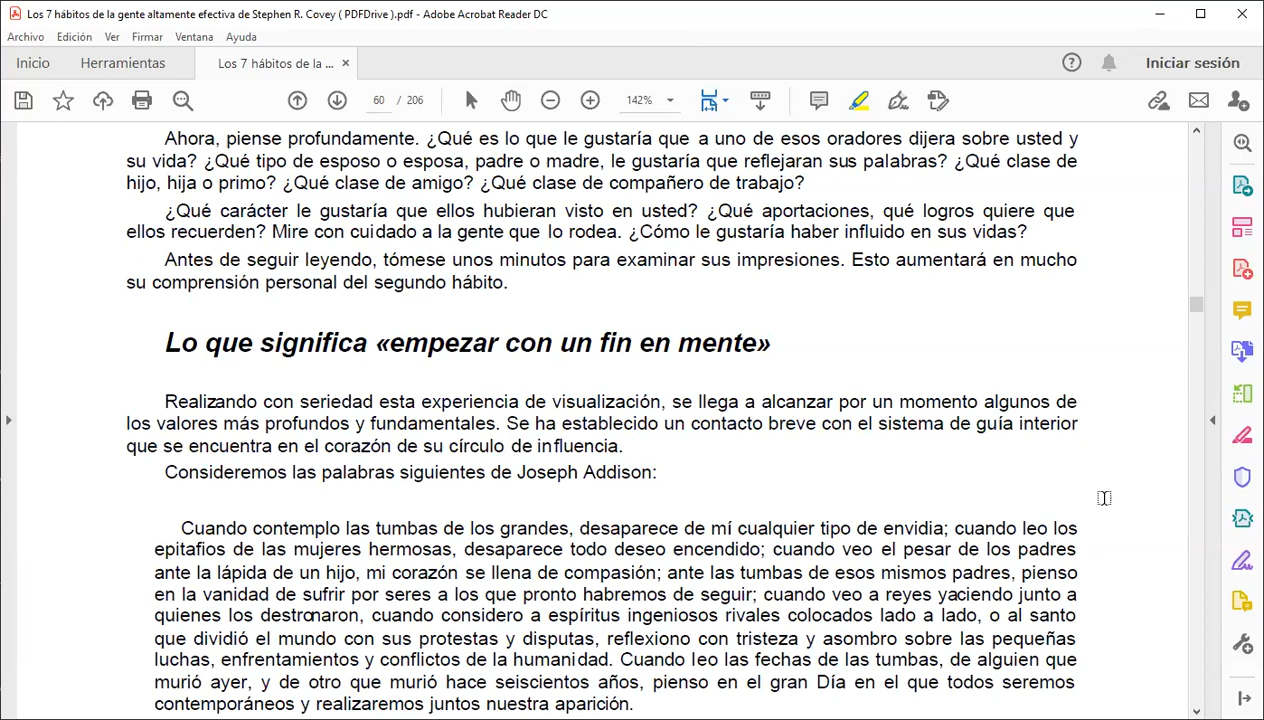 Los 7 hábitos de la gente altamente efectiva de Stephen R. Covey ( PDFDrive ).pdf - Adobe Acrobat Reader DC
Archivo Edición Ver Firmar Ventana Ayuda
Inicio Herramientas Los 7 hábitos de la ... × Iniciar sesión
60 / 206 142%
Ahora, piense profundamente. ¿Qué es lo que le gustaría que a uno de esos oradores dijera sobre usted y
su vida? ¿Qué tipo de esposo o esposa, padre o madre, le gustaría que reflejaran sus palabras? ¿Qué clase de
hijo, hija o primo? ¿Qué clase de amigo? ¿Qué clase de compañero de trabajo?
¿Qué carácter le gustaría que ellos hubieran visto en usted? ¿Qué aportaciones, qué logros quiere que
ellos recuerden? Mire con cuidado a la gente que lo rodea. ¿Cómo le gustaría haber influido en sus vidas?
Antes de seguir leyendo, tómese unos minutos para examinar sus impresiones. Esto aumentará en mucho
su comprensión personal del segundo hábito.
Lo que significa «empezar con un fin en mente»
Realizando con seriedad esta experiencia de visualización, se llega a alcanzar por un momento algunos de
los valores más profundos y fundamentales. Se ha establecido un contacto breve con el sistema de guía interior
que se encuentra en el corazón de su círculo de influencia.
Consideremos las palabras siguientes de Joseph Addison:
Cuando contemplo las tumbas de los grandes, desaparece de mí cualquier tipo de envidia; cuando leo los
epitafios de las mujeres hermosas, desaparece todo deseo encendido; cuando veo el pesar de los padres
ante la lápida de un hijo, mi corazón se llena de compasión; ante las tumbas de esos mismos padres, pienso
en la vanidad de sufrir por seres a los que pronto habremos de seguir; cuando veo a reyes yaciendo junto a
quienes los destronaron, cuando considero a espíritus ingeniosos rivales colocados lado a lado, o al santo
que dividió el mundo con sus protestas y disputas, reflexiono con tristeza y asombro sobre las pequeñas
luchas, enfrentamientos y conflictos de la humanidad. Cuando leo las fechas de las tumbas, de alguien que
murió ayer, y de otro que murió hace seiscientos años, pienso en el gran Día en el que todos seremos
contemporáneos y realizaremos juntos nuestra aparición.